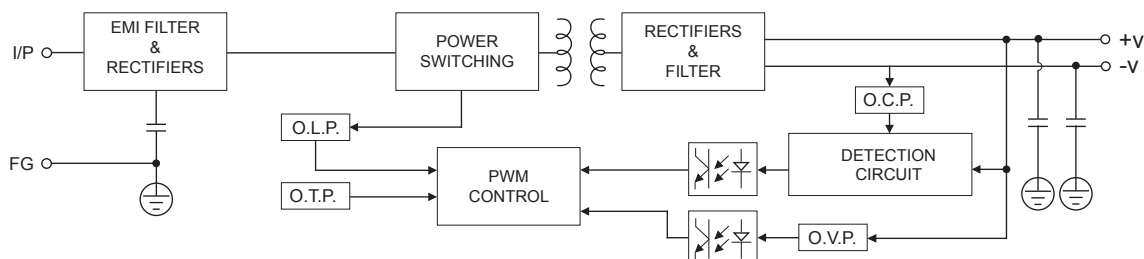 I/P
EMI FILTER
&
RECTIFIERS
POWER
SWITCHING
RECTIFIERS
&
FILTER
+v
-v
O.C.P.
O.L.P.
FG
PWM
CONTROL
DETECTION
CIRCUIT
O.T.P.
O.V.P.